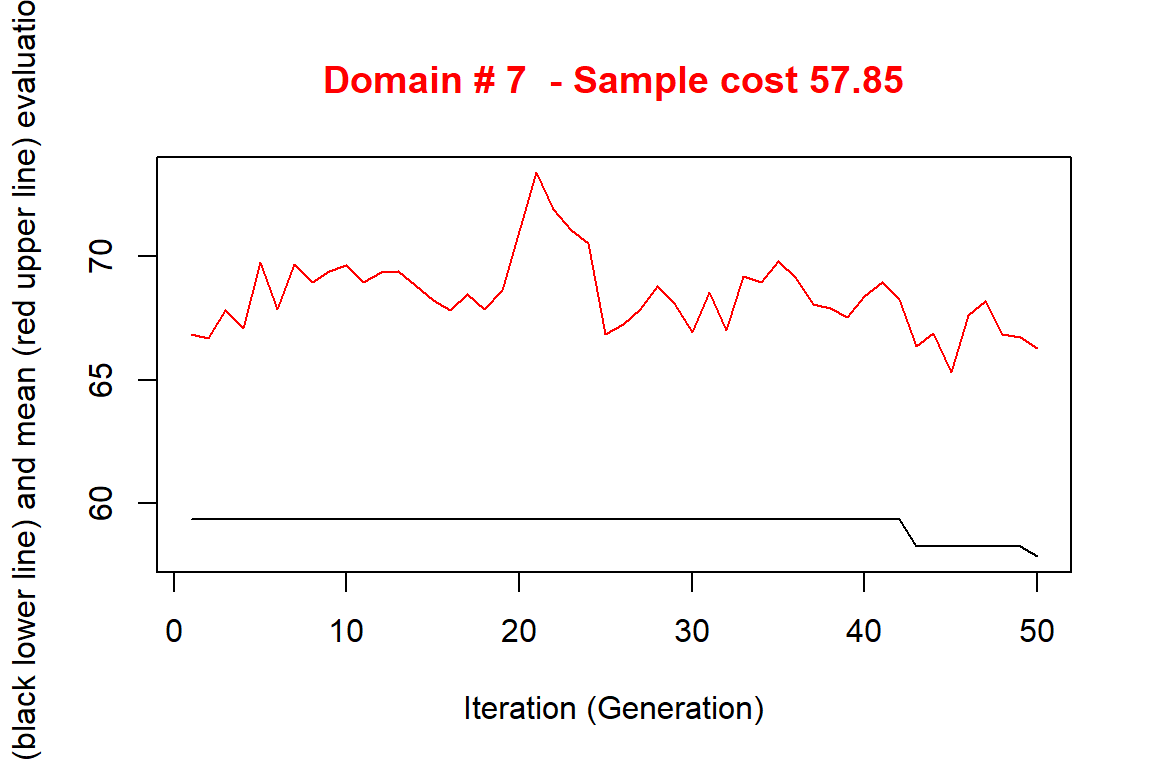 Domain # 7 - Sample cost 57.85
(black lower line) and mean (red upper line)
70
65
60
0 10 20 30 40 50
Iteration (Generation)